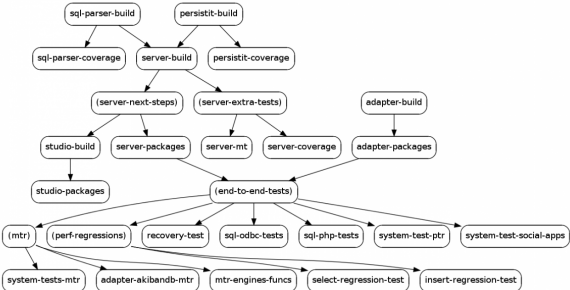 sql-parser-build
persistit-build
sql-parser-coverage
server-build
persistit-coverage
(server-next-steps)
(server-extra-tests)
adapter-build
studio-build
server-packages
server-mt
server-coverage
adapter-packages
studio-packages
(end-to-end-tests)
(mtr)
(perf-regressions)
recovery-test
sql-odbc-tests
sql-php-tests
system-test-ptr
system-test-social-apps
system-tests-mtr
adapter-akibandb-mtr
mtr-engines-funcs
select-regression-test
insert-regression-test